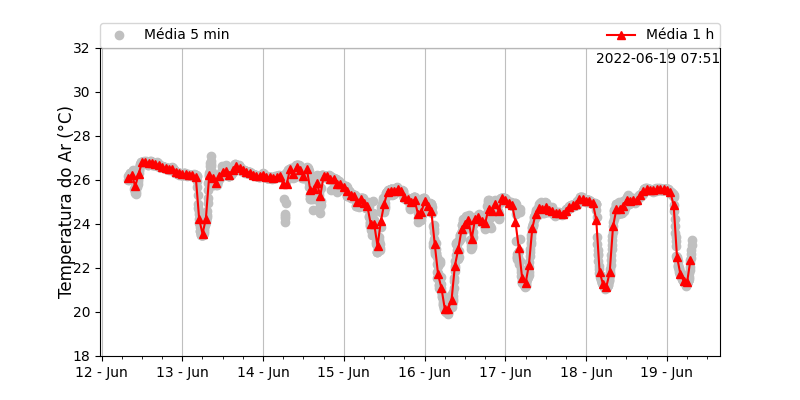 Média 5 min
Média 1 h
2022-06-19 07:51
Temperatura do Ar (°C)
32
30
28
26
24
22
20
18
12 - Jun
13 - Jun
14 - Jun
15 - Jun
16 - Jun
17 - Jun
18 - Jun
19 - Jun